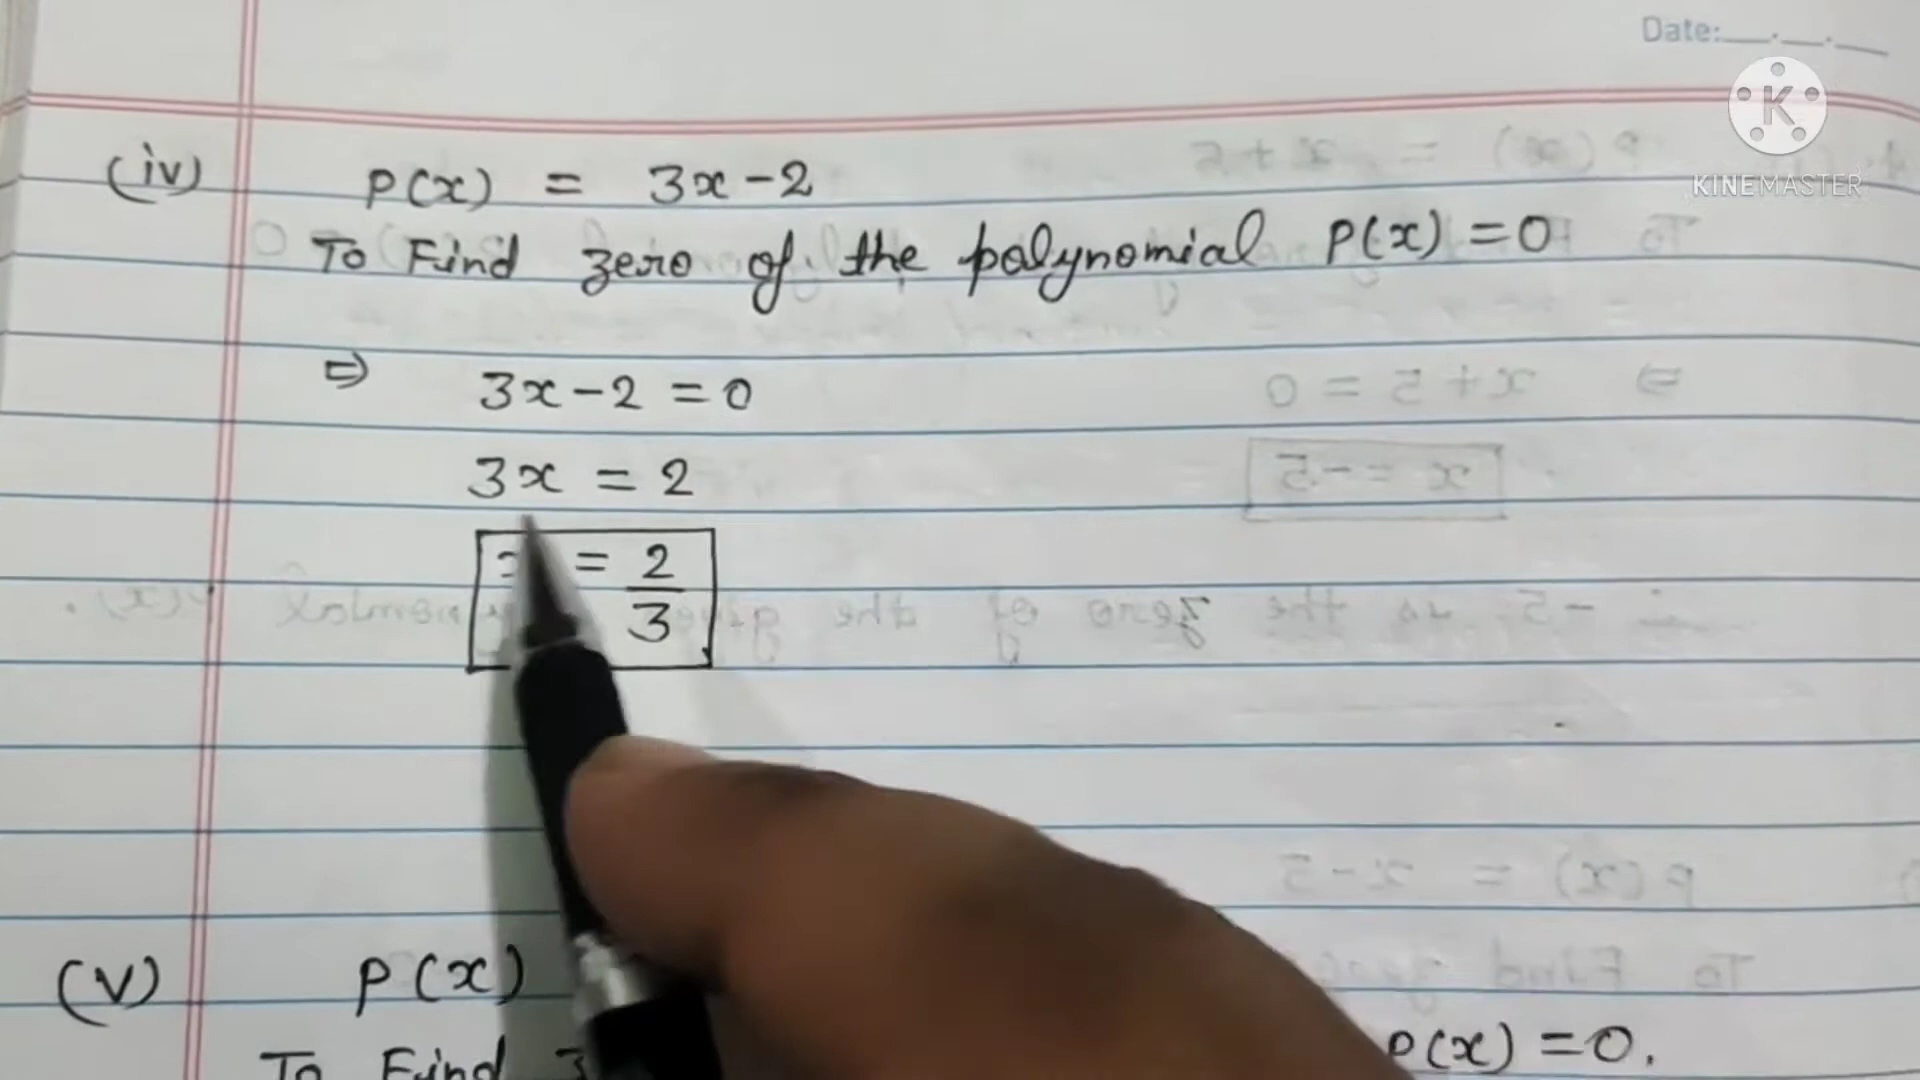 Date:
KINEMASTER
(iv) P(x) = 3x-2
To Find zero of the polynomial P(x) = 0
⇒ 3x-2 = 0
3x = 2
= 2/3
(v) P(x)
To Find P(x) = 0.